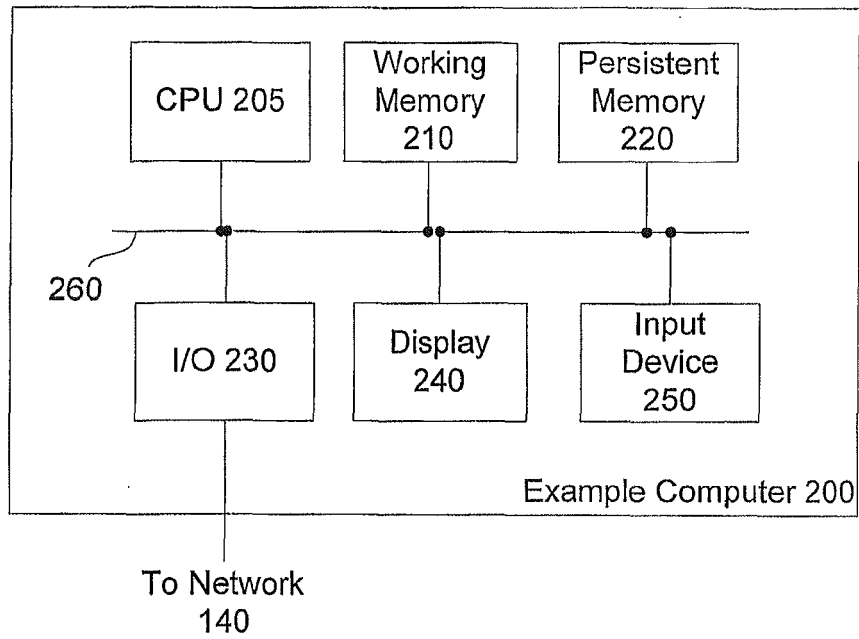 CPU 205
Working
Memory
210
Persistent
Memory
220
260
I/O 230
Display
240
Input
Device
250
Example Computer 200
To Network
140